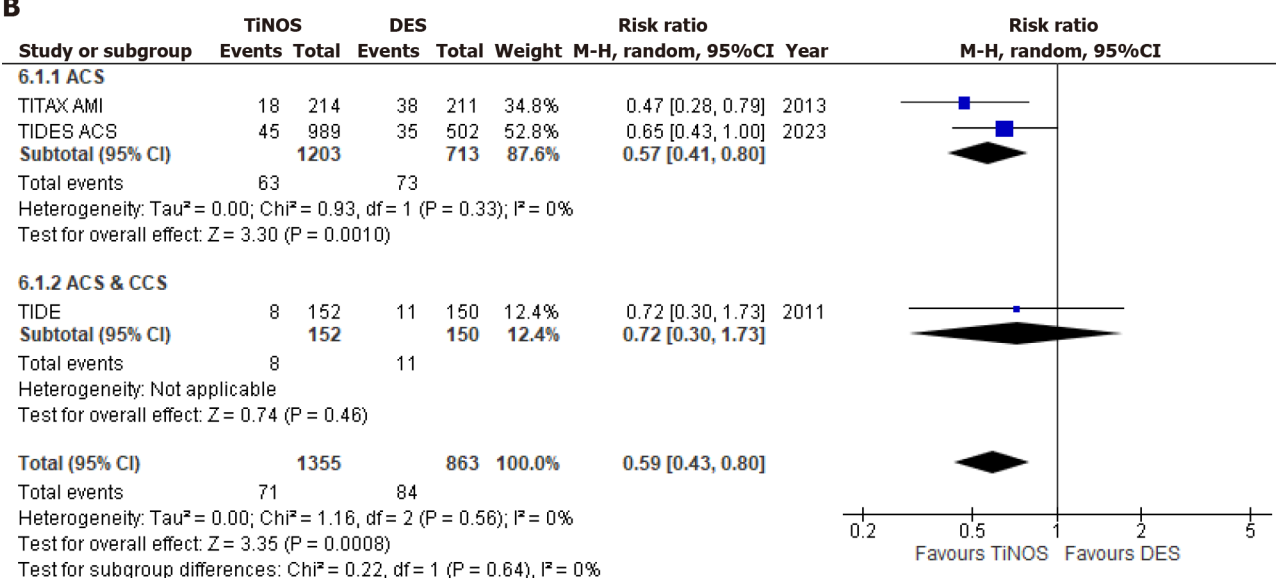 B
TiNOS DES Risk ratio Risk ratio
Study or subgroup Events Total Events Total Weight M-H, random, 95%CI Year M-H, random, 95%CI
6.1.1 ACS
TITAX AMI 18 214 38 211 34.8% 0.47 [0.28, 0.79] 2013
TIDES ACS 45 989 35 502 52.8% 0.65 [0.43, 1.00] 2023
Subtotal (95% CI) 1203 713 87.6% 0.57 [0.41, 0.80]
Total events 63 73
Heterogeneity: Tau² = 0.00; Chi² = 0.93, df = 1 (P = 0.33); I² = 0%
Test for overall effect: Z = 3.30 (P = 0.0010)
6.1.2 ACS & CCS
TIDE 8 152 11 150 12.4% 0.72 [0.30, 1.73] 2011
Subtotal (95% CI) 152 150 12.4% 0.72 [0.30, 1.73]
Total events 8 11
Heterogeneity: Not applicable
Test for overall effect: Z = 0.74 (P = 0.46)
Total (95% CI) 1355 863 100.0% 0.59 [0.43, 0.80]
Total events 71 84
Heterogeneity: Tau² = 0.00; Chi² = 1.16, df = 2 (P = 0.56); I² = 0%
Test for overall effect: Z = 3.35 (P = 0.0008)
Test for subgroup differences: Chi² = 0.22, df = 1 (P = 0.64), I² = 0%
0.2 0.5 1 2 5
Favours TiNOS Favours DES